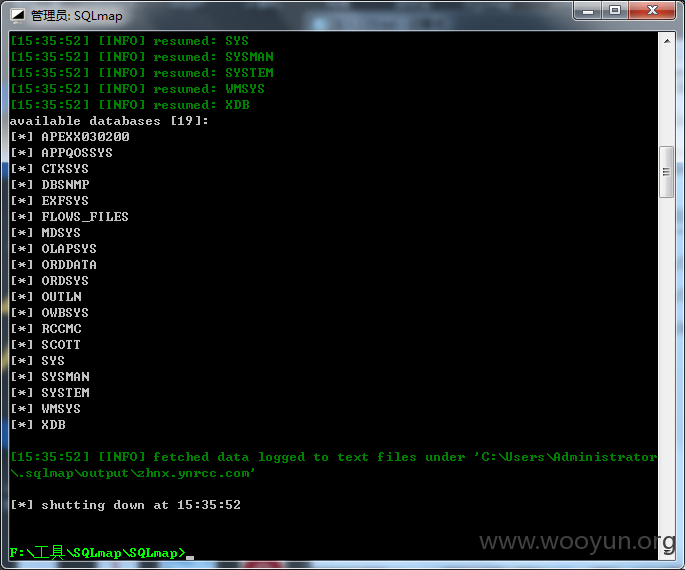 管理员: SQLmap
[15:35:52] [INFO] resumed: SYS
[15:35:52] [INFO] resumed: SYSMAN
[15:35:52] [INFO] resumed: SYSTEM
[15:35:52] [INFO] resumed: WMSYS
[15:35:52] [INFO] resumed: XDB
available databases [19]:
[*] APEXX030200
[*] APPQOSSYS
[*] CTXSYS
[*] DBSNMP
[*] EXFSYS
[*] FLOWS_FILES
[*] MDSYS
[*] OLAPSYS
[*] ORDDATA
[*] ORDSYS
[*] OUTLN
[*] OWBSYS
[*] RCCMC
[*] SCOTT
[*] SYS
[*] SYSMAN
[*] SYSTEM
[*] WMSYS
[*] XDB
[15:35:52] [INFO] fetched data logged to text files under 'C:\Users\Administrator
\.sqlmap\output\zhnx.ynrcc.com'
[*] shutting down at 15:35:52
F:\工具\SQLmap\SQLmap>
www.wooyun.org